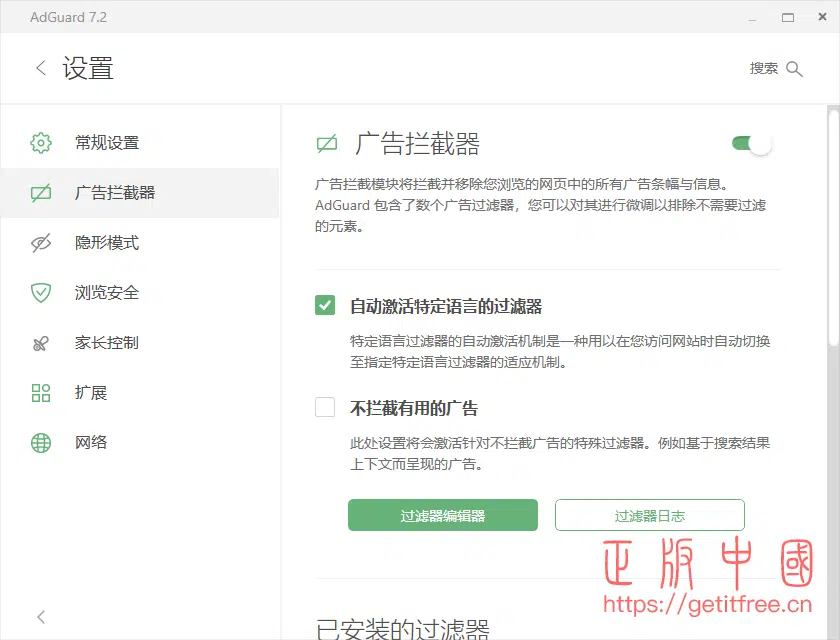 AdGuard 7.2
设置
搜索
常规设置
广告拦截器
隐形模式
浏览安全
家长控制
扩展
网络
广告拦截器
广告拦截模块将拦截并移除您浏览的网页中的所有广告条幅与信息。
AdGuard 包含了数个广告过滤器，您可以对其进行微调以排除不需要过滤
的元素。
自动激活特定语言的过滤器
特定语言过滤器的自动激活机制是一种用以在您访问网站时自动切换
至指定特定语言过滤器的适应机制。
不拦截有用的广告
此处设置将会激活针对不拦截广告的特殊过滤器。例如基于搜索结果
上下文而呈现的广告。
过滤器编辑器
过滤器日志
正版中國
https://getitfree.cn
已安装的过滤器